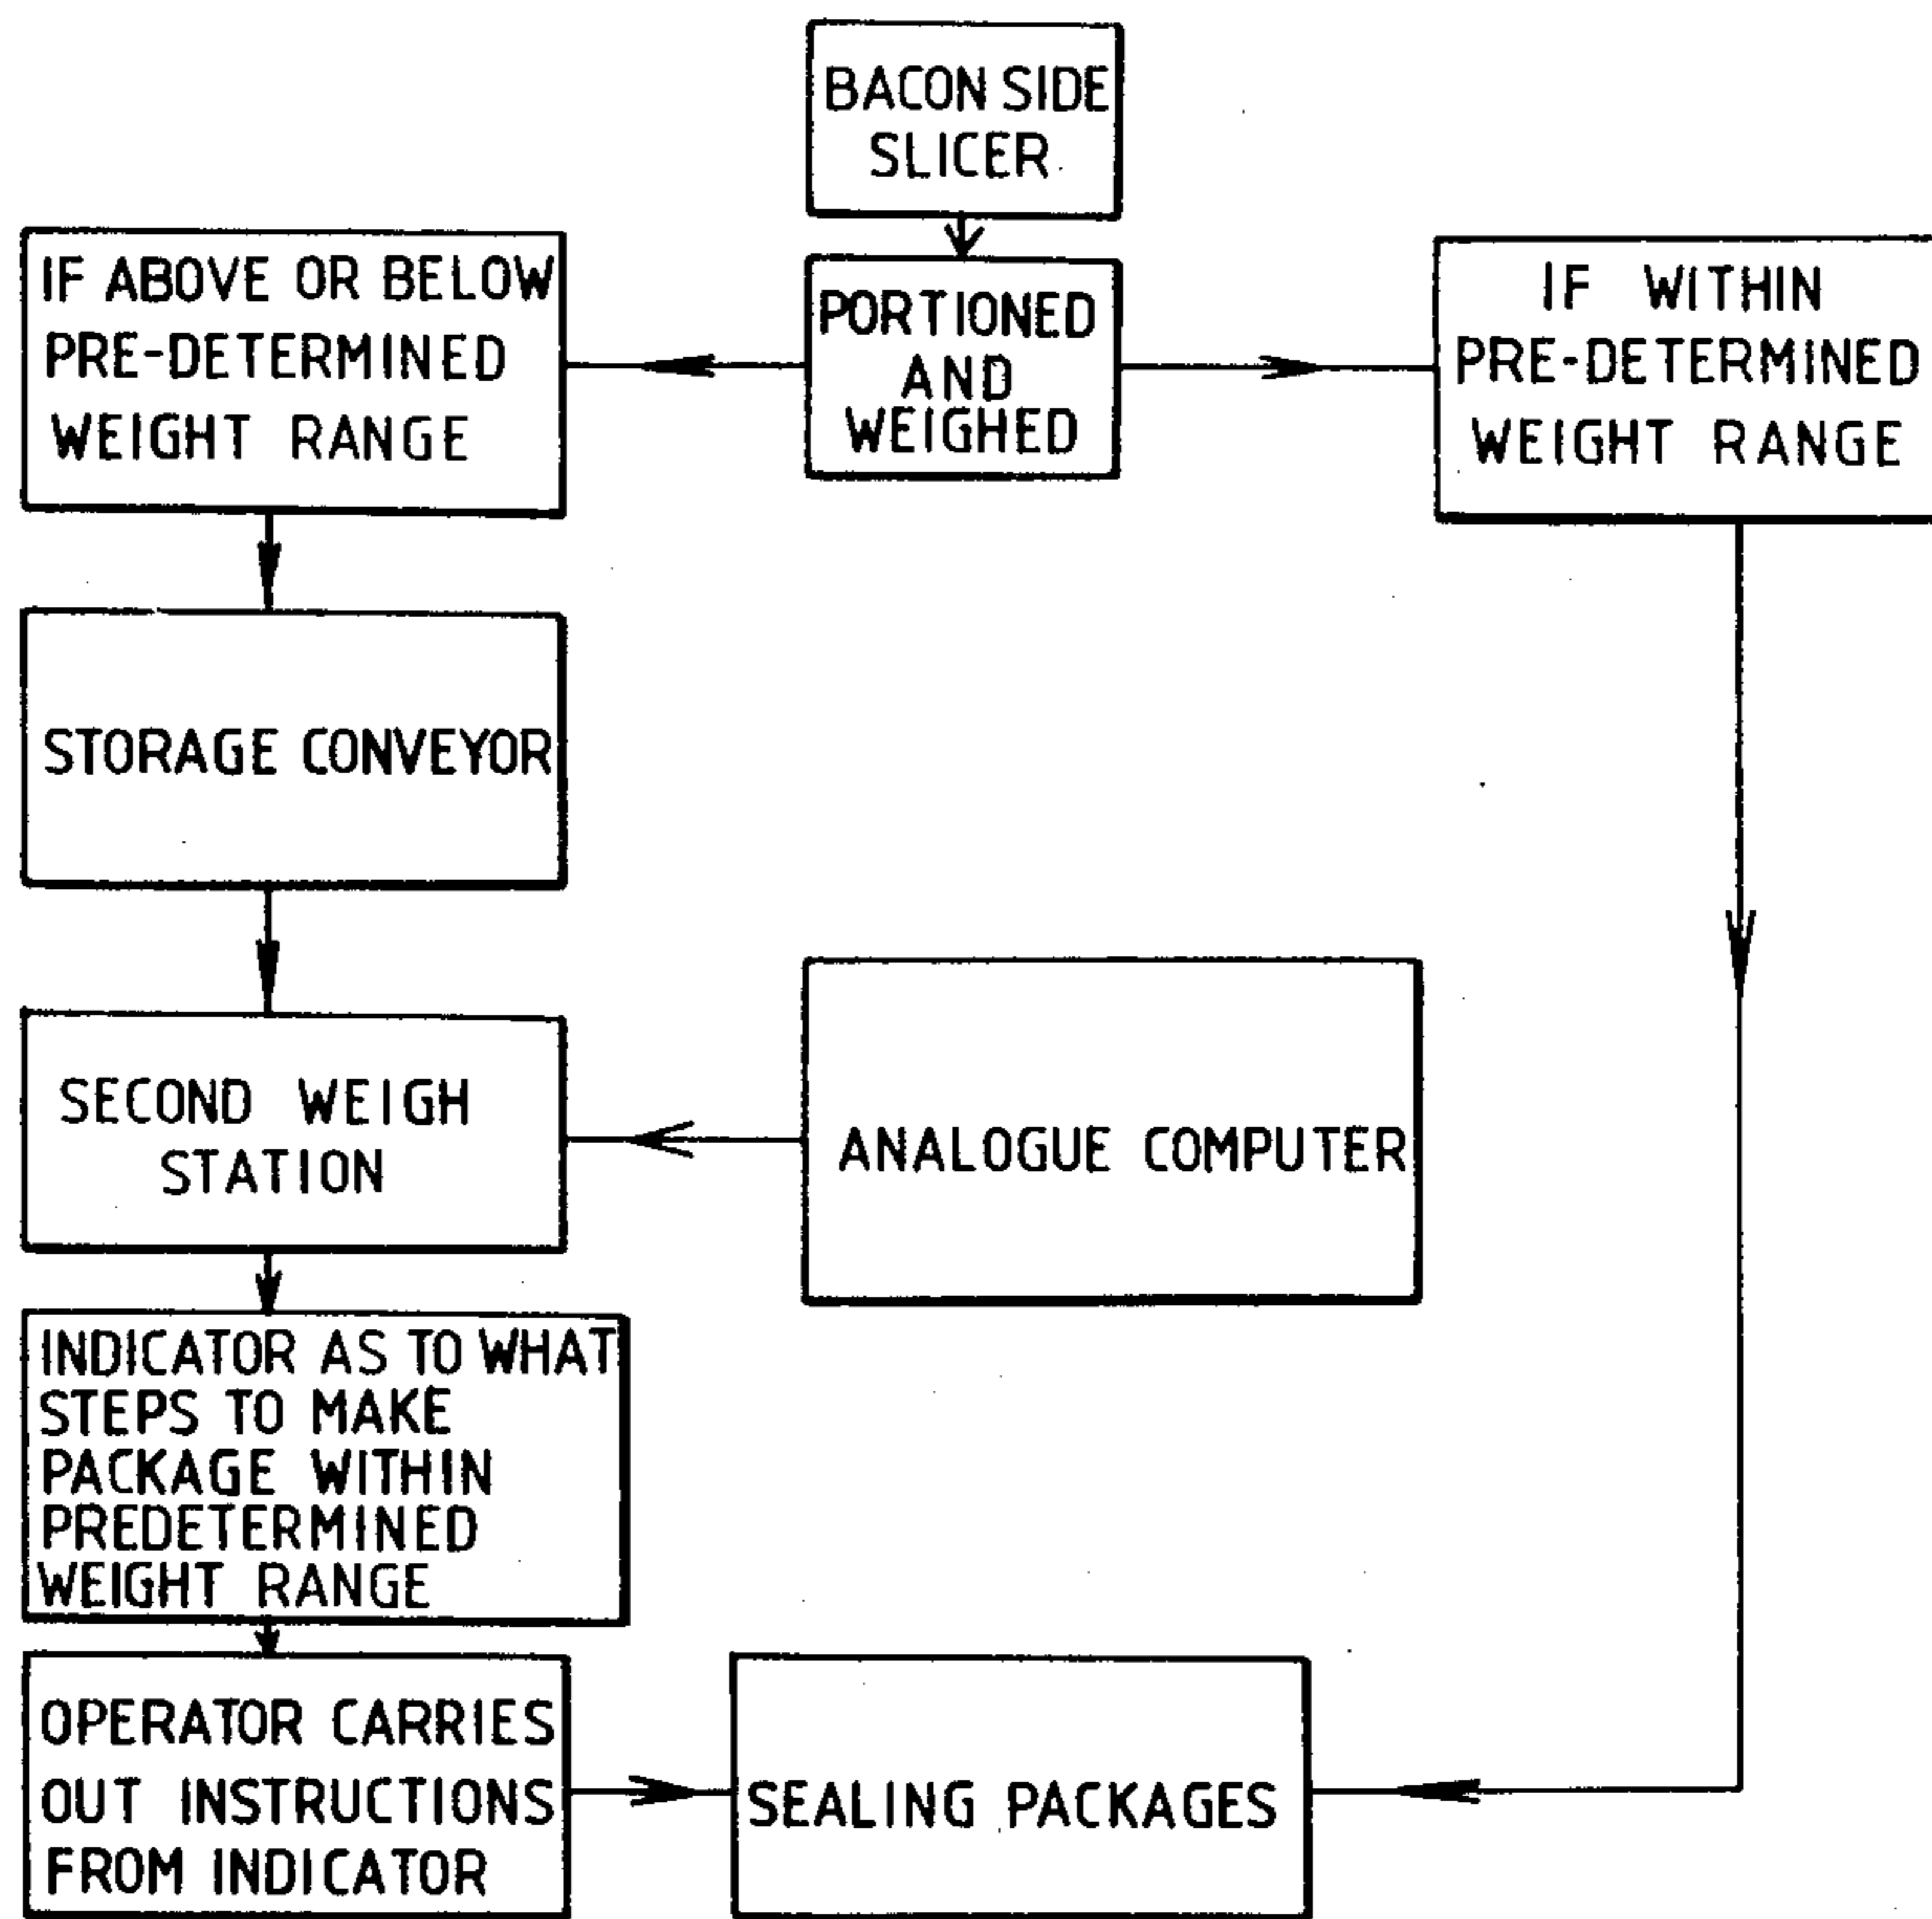 BACON SIDE
SLICER
IF ABOVE OR BELOW
PRE-DETERMINED
WEIGHT RANGE
PORTIONED
AND
WEIGHED
IF WITHIN
PRE-DETERMINED
WEIGHT RANGE
STORAGE CONVEYOR
SECOND WEIGH
STATION
ANALOGUE COMPUTER
INDICATOR AS TO WHAT
STEPS TO MAKE
PACKAGE WITHIN
PREDETERMINED
WEIGHT RANGE
OPERATOR CARRIES
OUT INSTRUCTIONS
FROM INDICATOR
SEALING PACKAGES